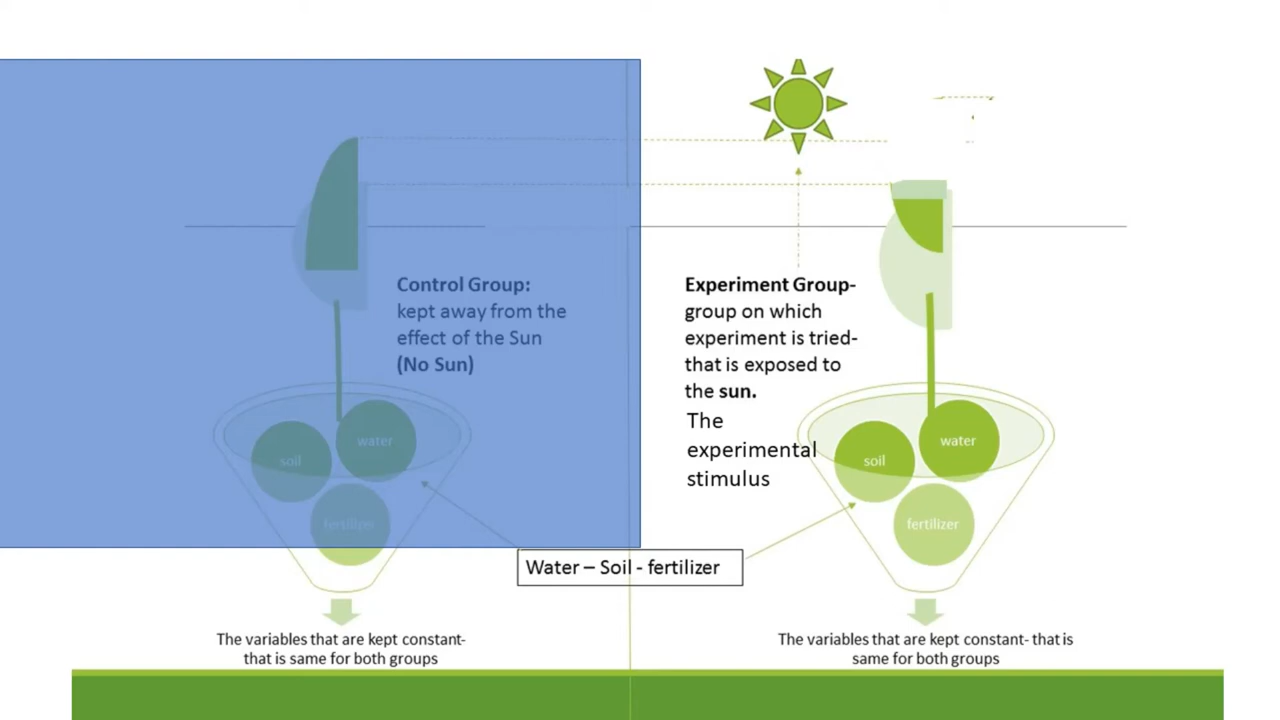 Control Group:
kept away from the
effect of the Sun
(No Sun)
water
soil
fertilizer
Experiment Group-
group on which
experiment is tried-
that is exposed to
the sun.
The
experimental
stimulus
water
soil
fertilizer
Water – Soil - fertilizer
The variables that are kept constant-
that is same for both groups
The variables that are kept constant- that is
same for both groups